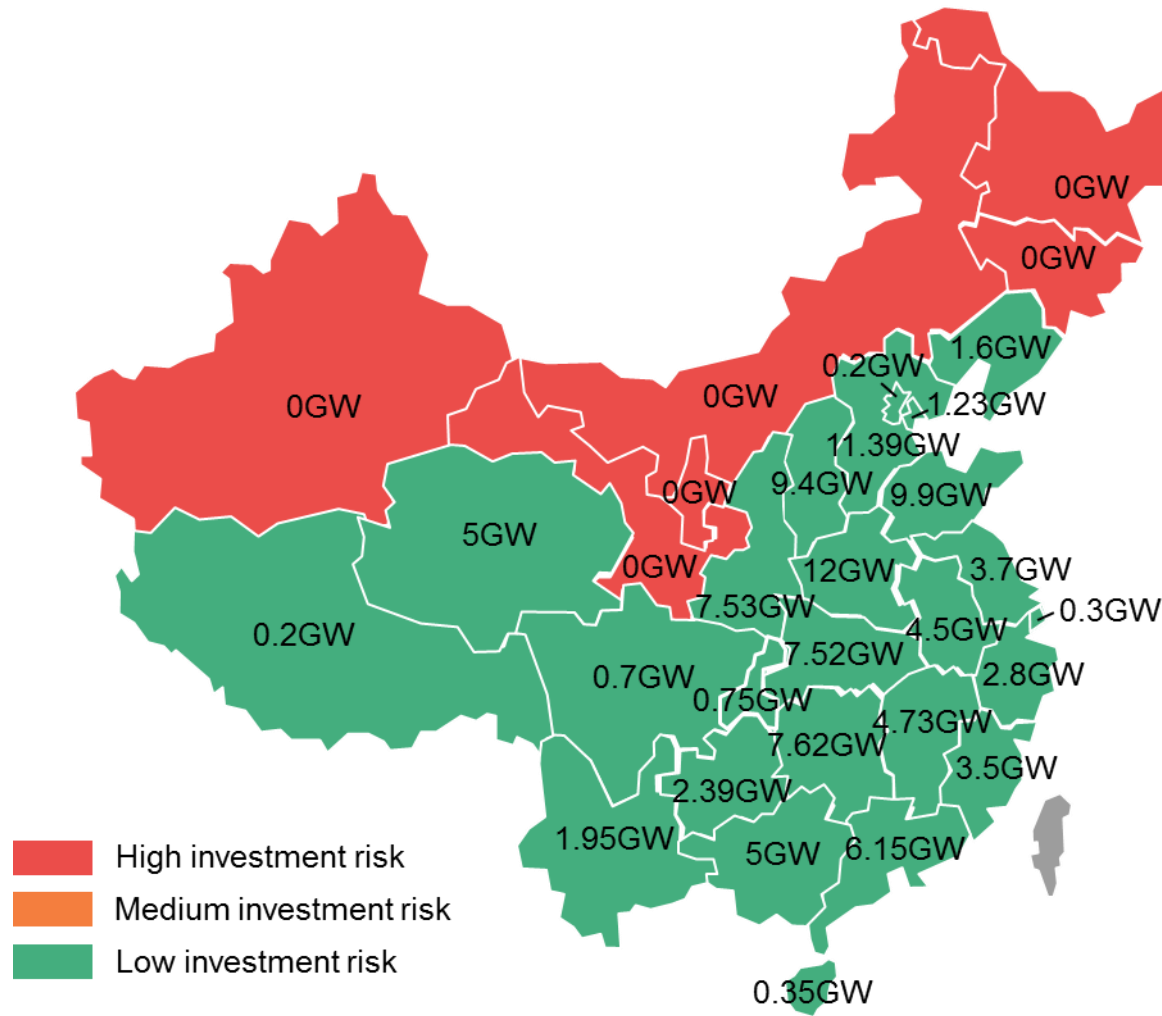 0GW
0GW
1.6GW
0.2GW
0GW
0GW
1.23GW
11.39GW
9.4GW
0GW
9.9GW
5GW
0GW
12GW
3.7GW
7.53GW
0.3GW
0.2GW
4.5GW
7.52GW
0.7GW
2.8GW
0.75GW
4.73GW
7.62GW
3.5GW
2.39GW
1.95GW
5GW
6.15GW
High investment risk
Medium investment risk
Low investment risk
0.35GW